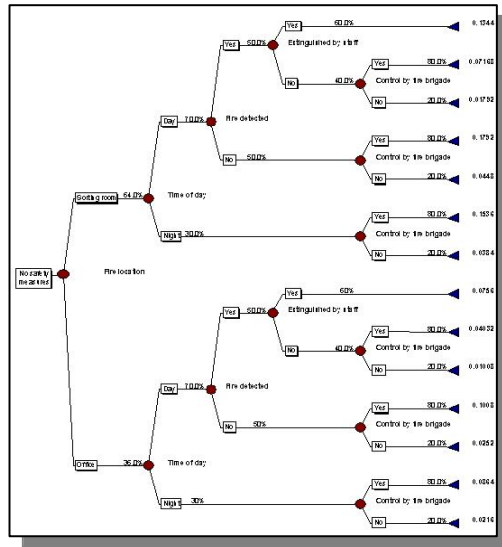 Yes 60.0% 0.1344
Yes 50.0% Extinguished by staff
Yes 80.0% 0.07168
No 40.0% Control by fire brigade
No 20.0% 0.01792
Day 70.0% Fire detected
Yes 80.0% 0.1792
No 50.0% Control by fire brigade
No 20.0% 0.0448
Sorting room 64.0% Time of day
Yes 80.0% 0.1536
Night 30.0% Control by fire brigade
No 20.0% 0.0384
No safety
measures
Fire location
Yes 60% 0.0756
Yes 50.0% Extinguished by staff
Yes 80.0% 0.04032
No 40.0% Control by fire brigade
No 20.0% 0.01008
Day 70.0% Fire detected
Yes 80.0% 0.1008
No 50% Control by fire brigade
No 20.0% 0.0252
Office 36.0% Time of day
Yes 80.0% 0.0864
Night 30% Control by fire brigade
No 20.0% 0.0216